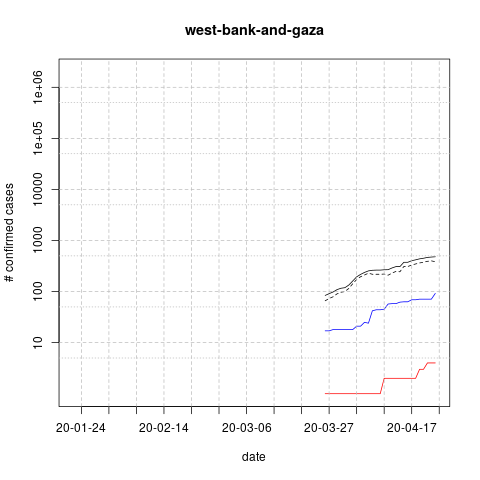 west-bank-and-gaza
# confirmed cases
1e+06
1e+05
10000
1000
100
10
20-01-24
20-02-14
20-03-06
20-03-27
20-04-17
date